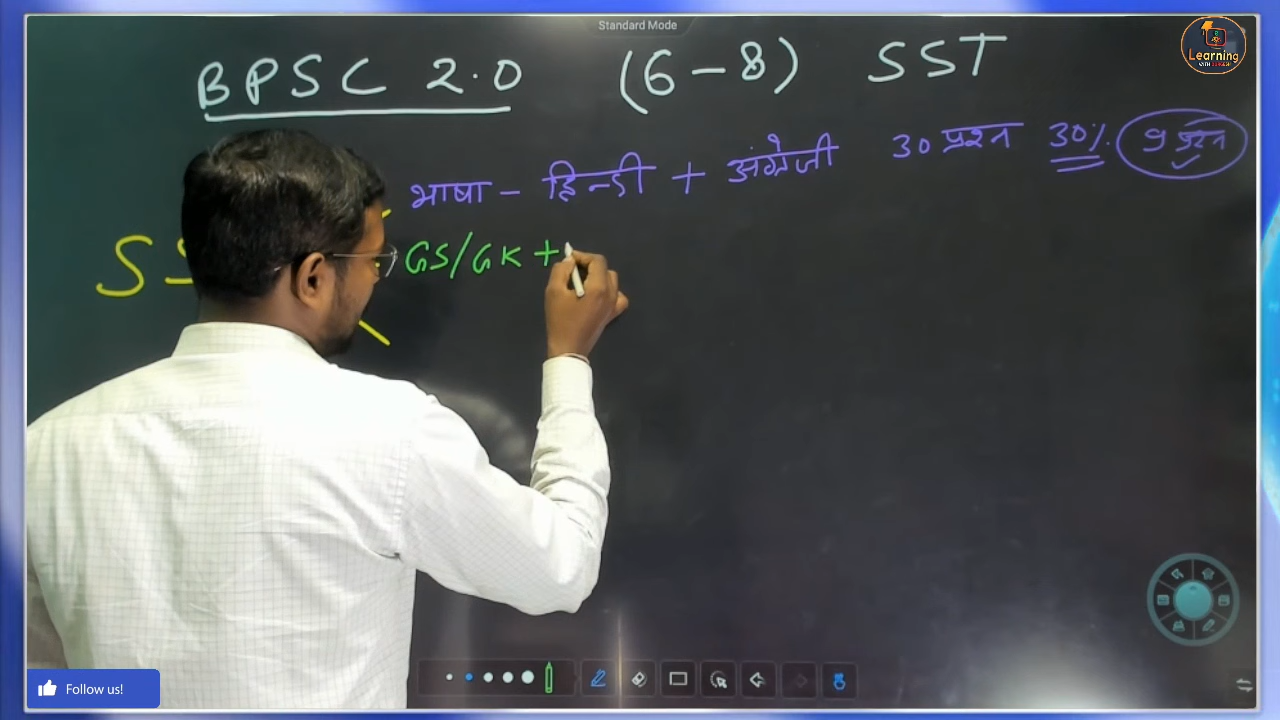 Standard Mode
Learning
BPSC 2.0 (6-8) SST
भाषा - हिन्दी + अंग्रेजी 30 प्रश्न 30% 9 प्रश्न
GS/GK +
Follow us!